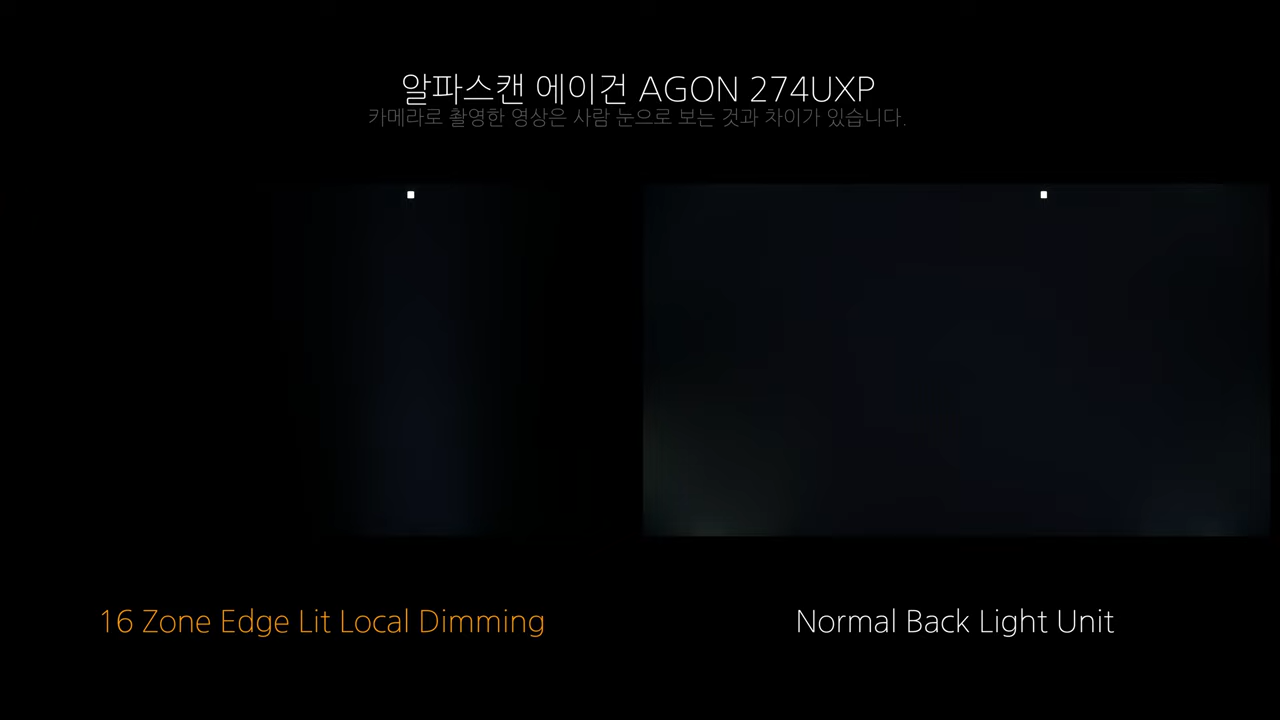 알파스캔 에이건 AGON 274UXP
카메라로 촬영한 영상은 사람 눈으로 보는 것과 차이가 있습니다.
16 Zone Edge Lit Local Dimming
Normal Back Light Unit